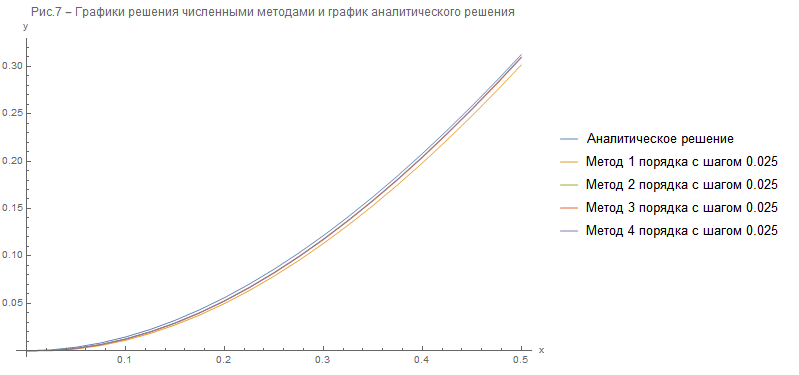 Рис.7 – Графики решения численными методами и график аналитического решения
y
0.30
0.25
0.20
0.15
0.10
0.05
0.1 0.2 0.3 0.4 0.5 x
Аналитическое решение
Метод 1 порядка с шагом 0.025
Метод 2 порядка с шагом 0.025
Метод 3 порядка с шагом 0.025
Метод 4 порядка с шагом 0.025